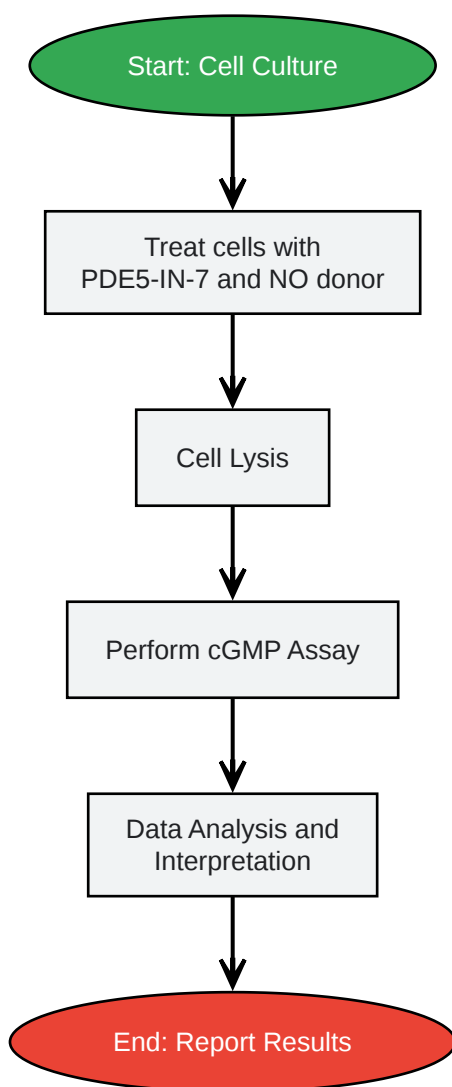 Start: Cell Culture
Treat cells with
PDE5-IN-7 and NO donor
Cell Lysis
Perform cGMP Assay
Data Analysis and
Interpretation
End: Report Results